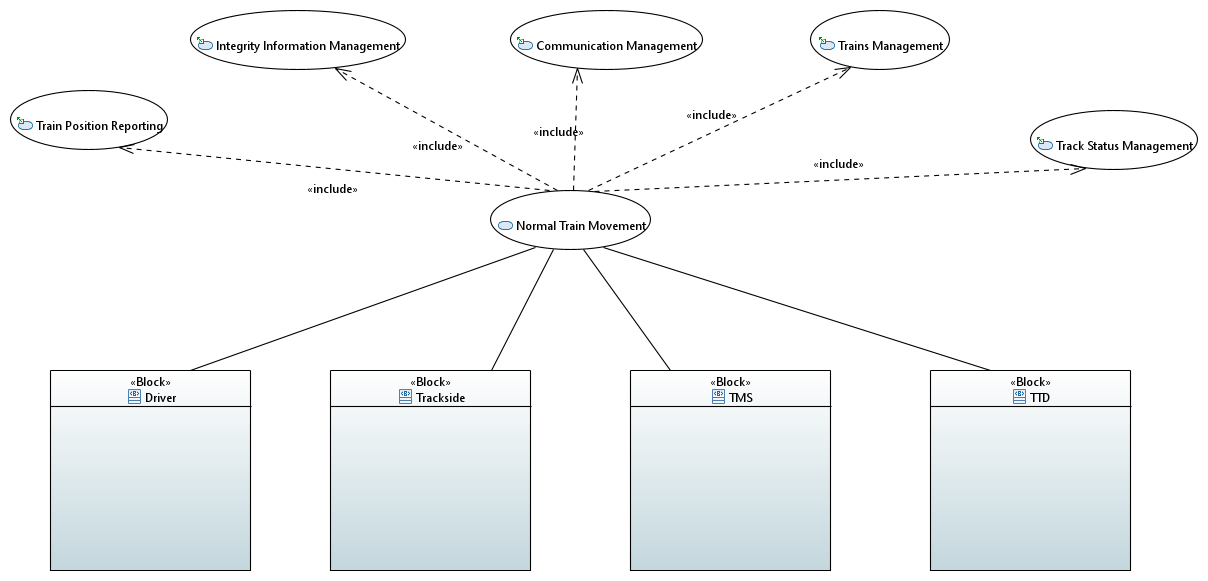 Integrity Information Management
Communication Management
Trains Management
Train Position Reporting
Track Status Management
«include»
«include»
«include»
«include»
«include»
Normal Train Movement
«Block»
Driver
«Block»
Trackside
«Block»
TMS
«Block»
TTD